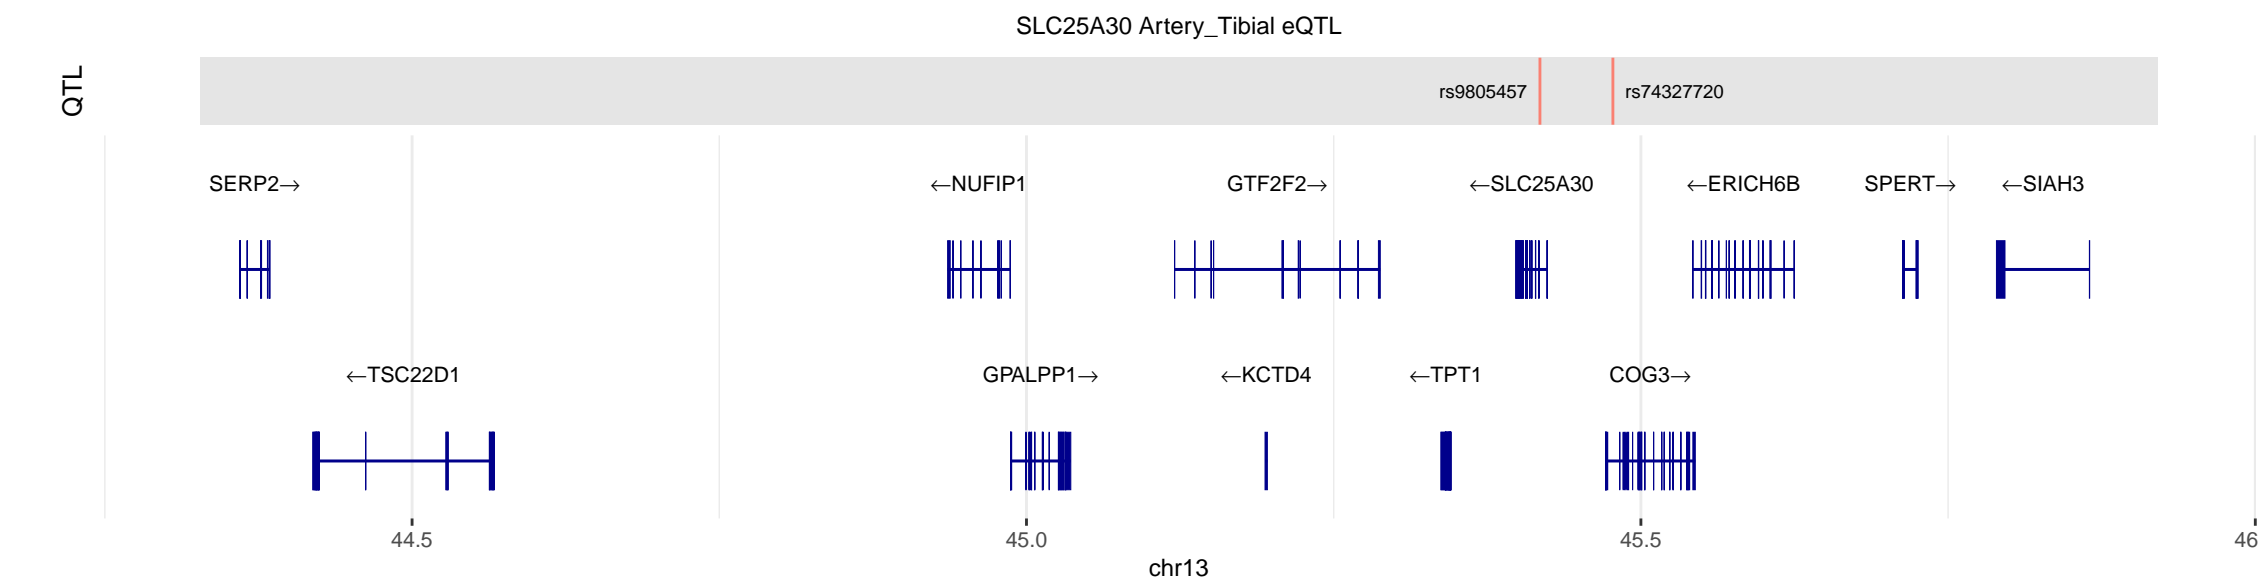 SLC25A30 Artery_Tibial eQTL
QTL
rs9805457 rs74327720
SERP2→ ←NUFIP1 GTF2F2→ ←SLC25A30 ←ERICH6B SPERT→ ←SIAH3
←TSC22D1 GPALPP1→ ←KCTD4 ←TPT1 COG3→
44.5 45.0 45.5 46
chr13